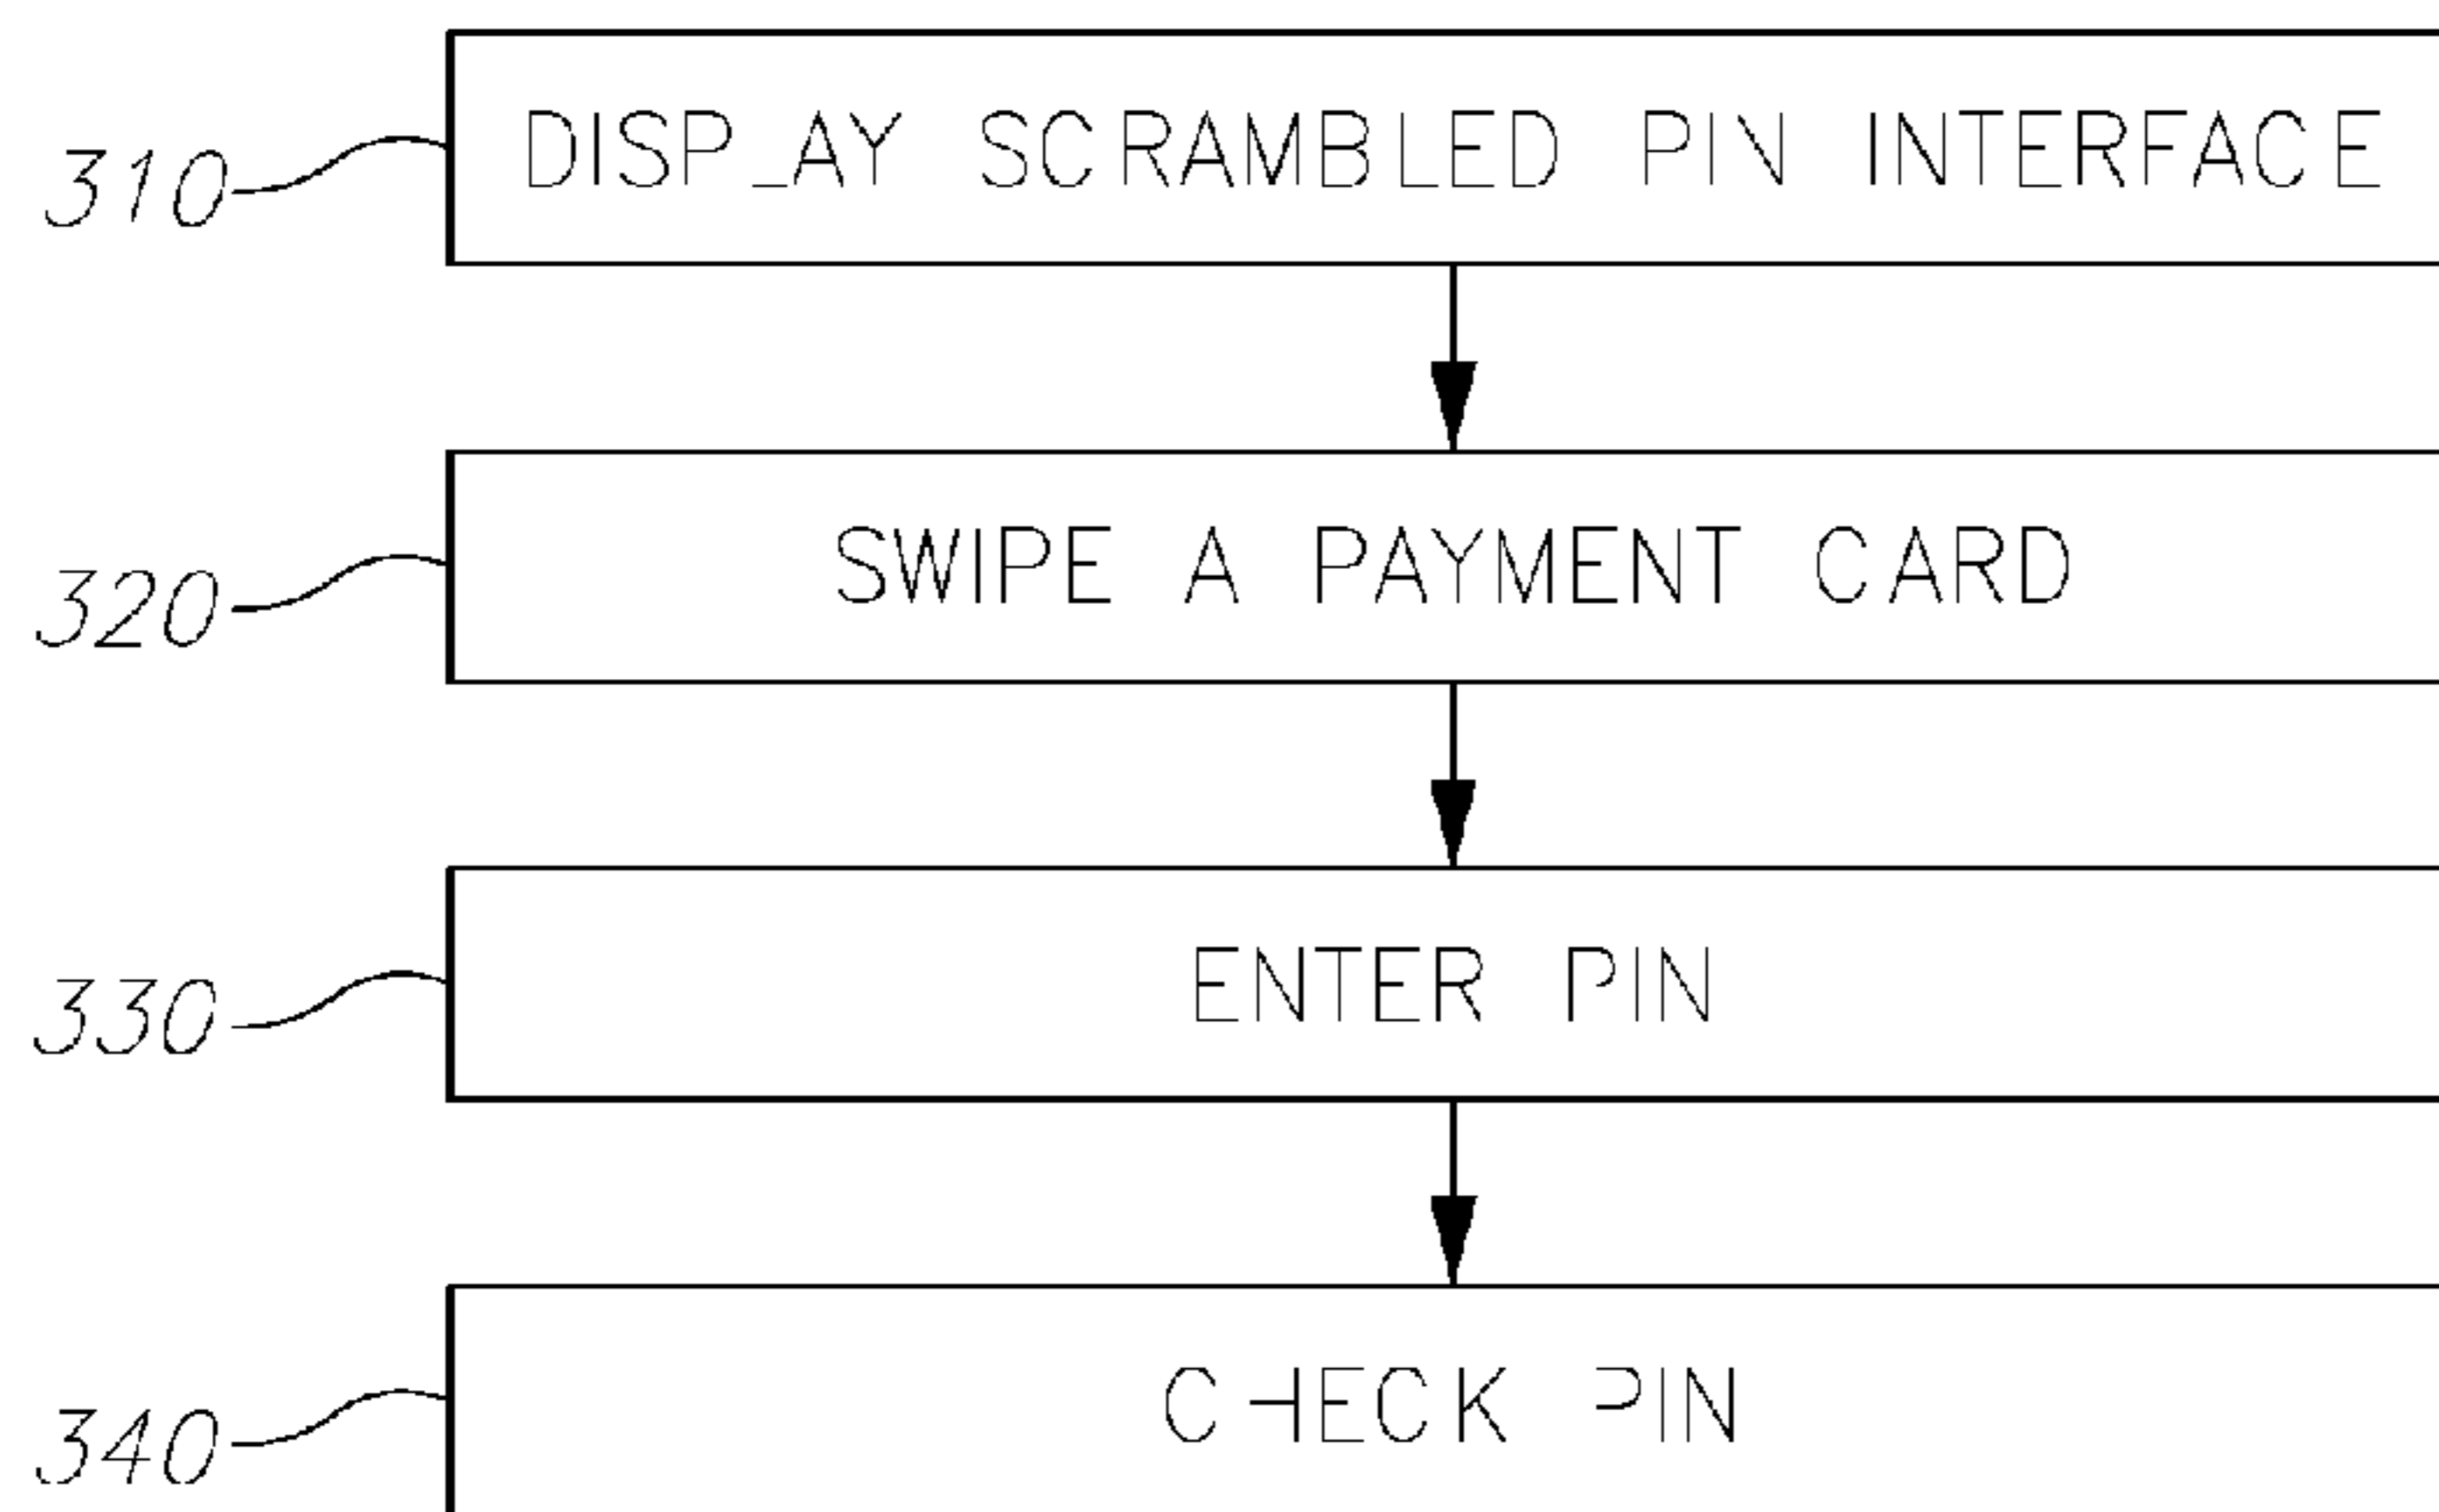 310 DISPLAY SCRAMBLED PIN INTERFACE
320 SWIPE A PAYMENT CARD
330 ENTER PIN
340 CHECK PIN